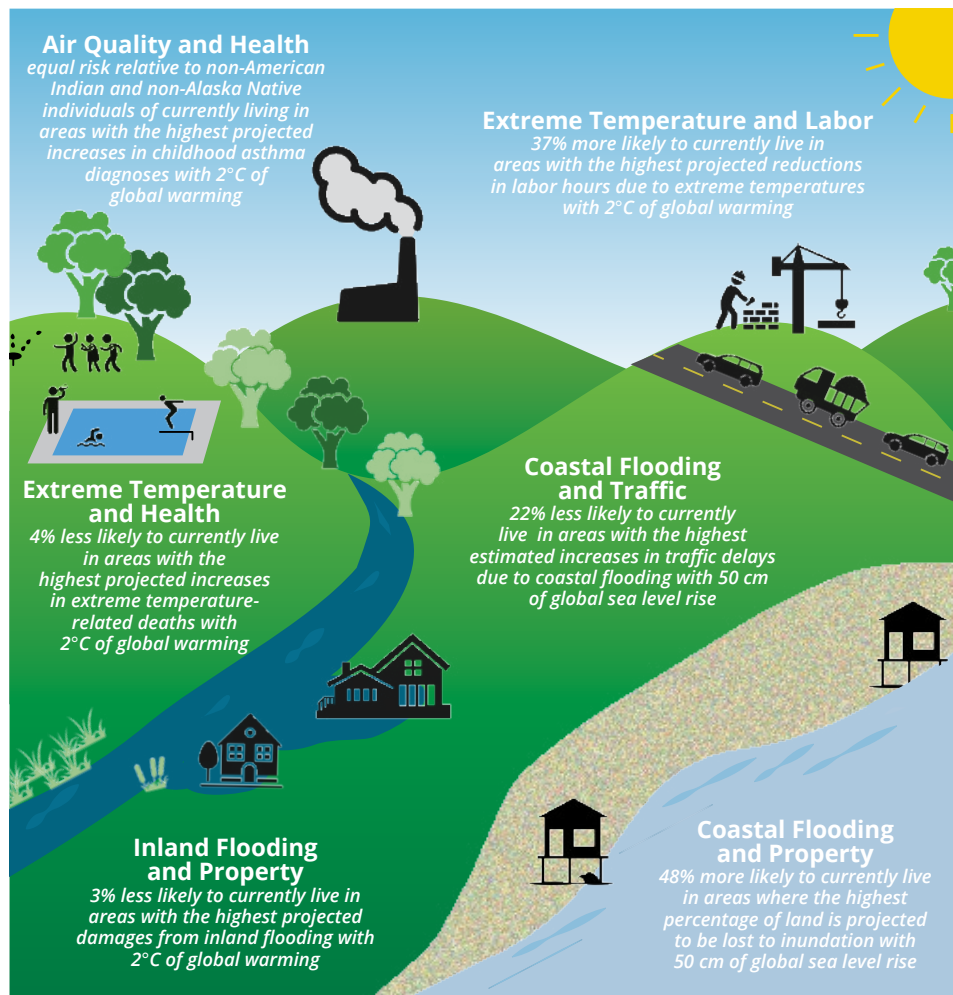 Air Quality and Health
equal risk relative to non-American
Indian and non-Alaska Native
individuals of currently living in
areas with the highest projected
increases in childhood asthma
diagnoses with 2°C of
global warming
Extreme Temperature and Labor
37% more likely to currently live in
areas with the highest projected reductions
in labor hours due to extreme temperatures
with 2°C of global warming
Extreme Temperature
and Health
4% less likely to currently live
in areas with the
highest projected increases
in extreme temperature-
related deaths with
2°C of global warming
Coastal Flooding
and Traffic
22% less likely to currently
live in areas with the highest
estimated increases in traffic delays
due to coastal flooding with 50 cm
of global sea level rise
Inland Flooding
and Property
3% less likely to currently live in
areas with the highest projected
damages from inland flooding with
2°C of global warming
Coastal Flooding
and Property
48% more likely to currently live
in areas where the highest
percentage of land is projected
to be lost to inundation with
50 cm of global sea level rise